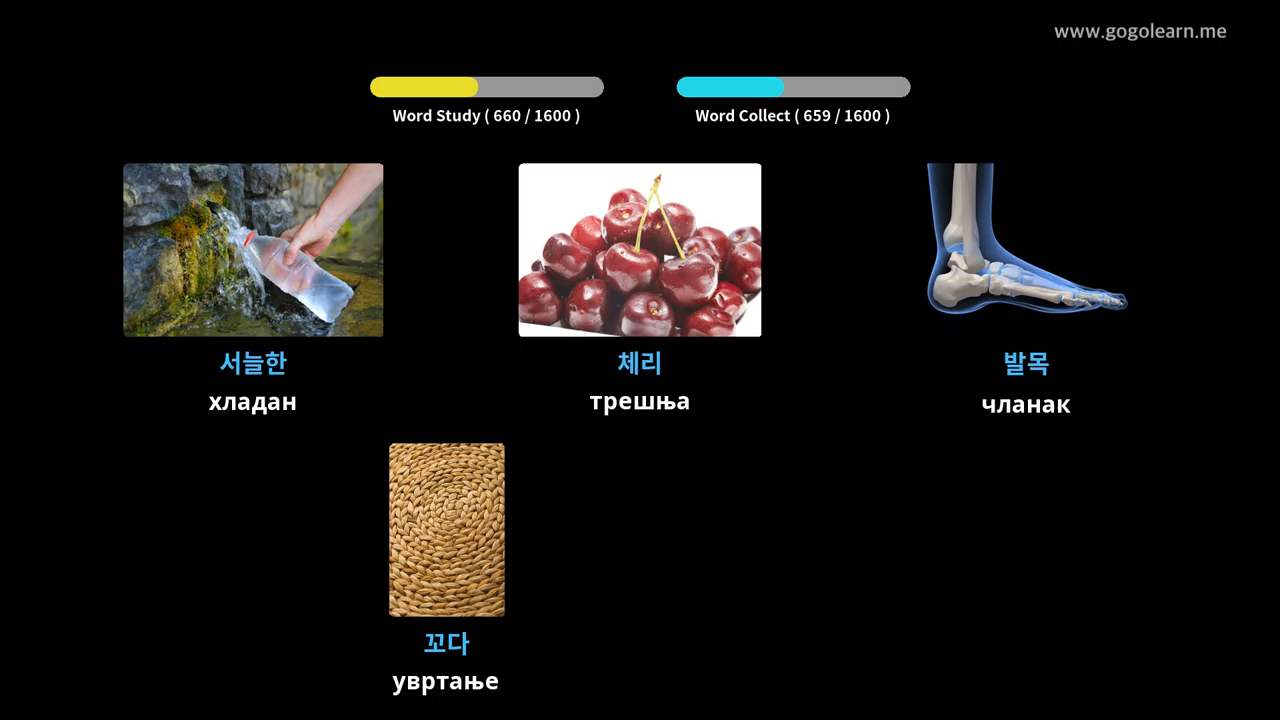 www.gogolearn.me
Word Study ( 660 / 1600 )
Word Collect ( 659 / 1600 )
서늘한
хладан
체리
трешња
발목
чланак
꼬다
увртање